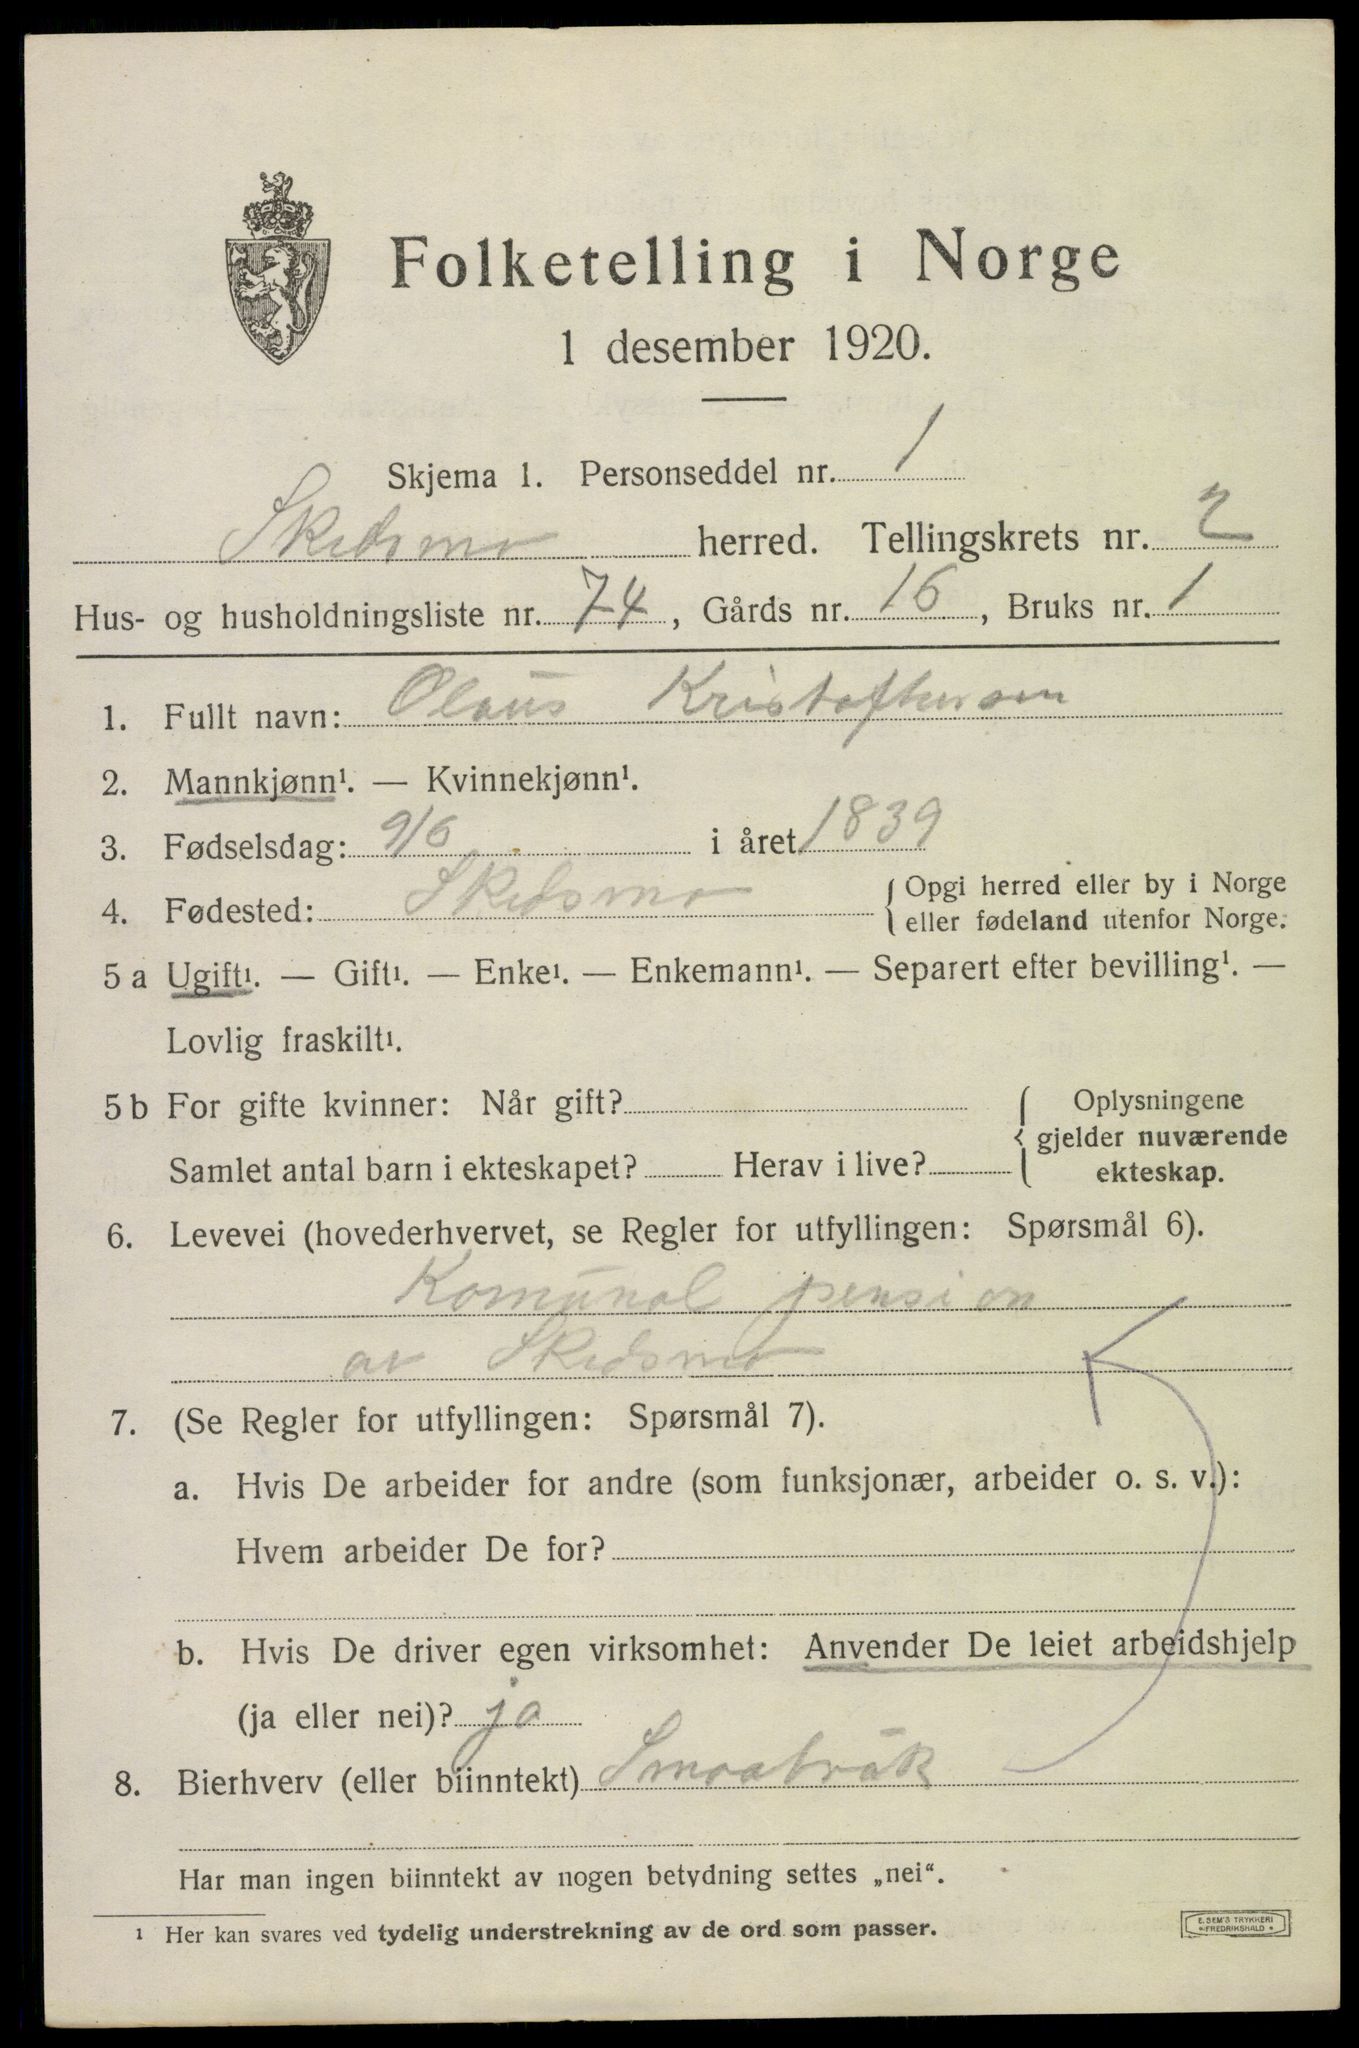 Folketelling i Norge
1 desember 1920.
Skjema 1. Personseddel nr. 1
Skedsmo herred. Tellingskrets nr. 2
Hus- og husholdningsliste nr. 74, Gårds nr. 16, Bruks nr. 1
1. Fullt navn: Olaus Kristoffersen
2. Mannkjønn¹. — Kvinnekjønn¹.
3. Fødselsdag: 9/6 i året 1839
4. Fødested: Skedsmo {Opgi herred eller by i Norge
eller fødeland utenfor Norge.
5 a Ugift¹. — Gift¹. — Enke¹. — Enkemann¹. — Separert efter bevilling¹. —
Lovlig fraskilt¹.
5 b For gifte kvinner: Når gift? { Oplysningene
gjelder nuværende
Samlet antal barn i ekteskapet? Herav i live? ekteskap.
6. Levevei (hovederhvervet, se Regler for utfyllingen: Spørsmål 6).
Komunal pension
av Skedsmo
7. (Se Regler for utfyllingen: Spørsmål 7).
a. Hvis De arbeider for andre (som funksjonær, arbeider o. s. v.):
Hvem arbeider De for?
b. Hvis De driver egen virksomhet: Anvender De leiet arbeidshjelp
(ja eller nei)? ja
8. Bierhverv (eller biinntekt) Smaabruk
Har man ingen biinntekt av nogen betydning settes „nei“.
¹ Her kan svares ved tydelig understrekning av de ord som passer.
E. SEM'S TRYKKERI
FREDRIKSHALD